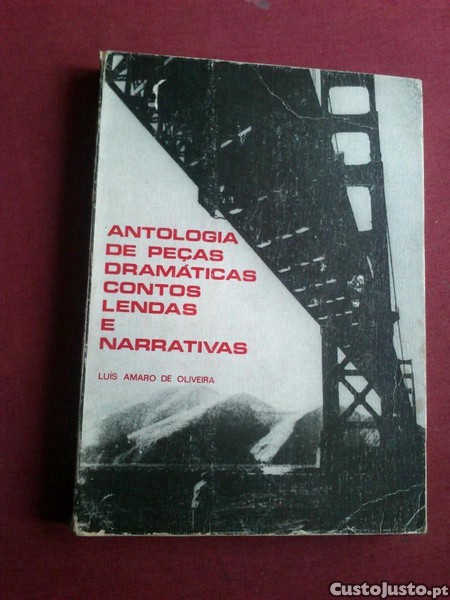 ANTOLOGIA
DE PEÇAS
DRAMÁTICAS
CONTOS
LENDAS
E
NARRATIVAS
LUÍS AMARO DE OLIVEIRA
CustoJusto.pt